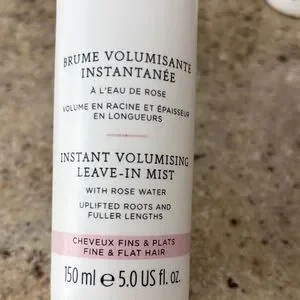 BRUME VOLUMISANTE
INSTANTANÉE
À L'EAU DE ROSE
VOLUME EN RACINE ET ÉPAISSEUR
EN LONGUEURS
INSTANT VOLUMISING
LEAVE-IN MIST
WITH ROSE WATER
UPLIFTED ROOTS AND
FULLER LENGTHS
CHEVEUX FINS & PLATS
FINE & FLAT HAIR
150 ml ℮ 5.0 US fl. oz.